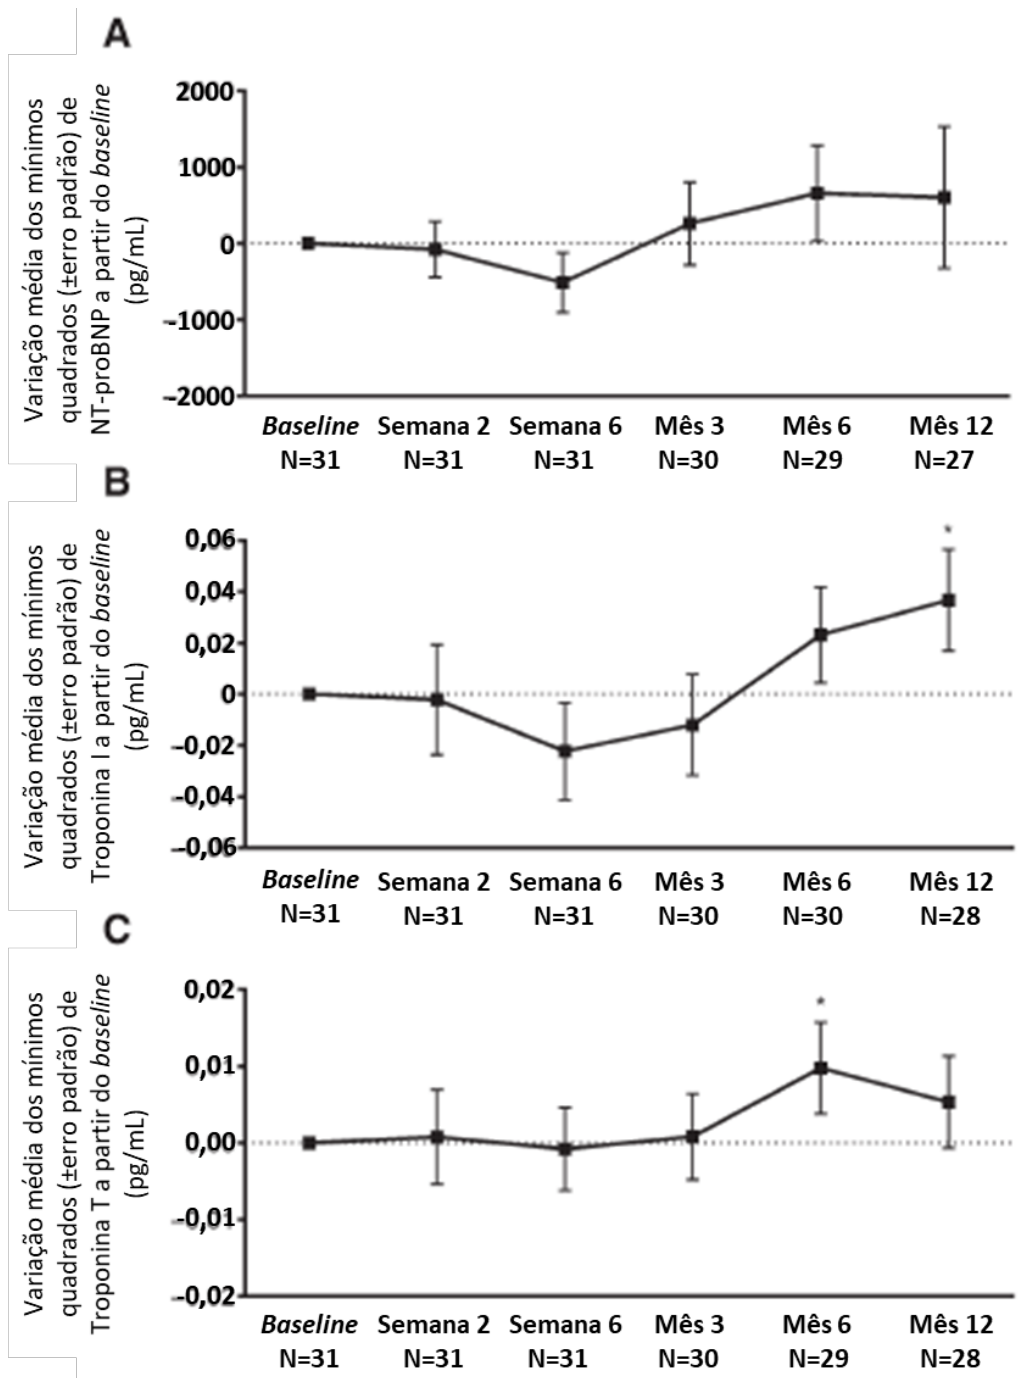 A
Variação média dos mínimos
quadrados (±erro padrão) de
NT-proBNP a partir do baseline
(pg/mL)
2000
1000
0
–1000
–2000
Baseline Semana 2 Semana 6 Mês 3 Mês 6 Mês 12
N=31 N=31 N=31 N=30 N=29 N=27
B
Variação média dos mínimos
quadrados (±erro padrão) de
Troponina I a partir do baseline
(pg/mL)
*
0,06
0,04
0,02
0
–0,02
–0,04
–0,06
Baseline Semana 2 Semana 6 Mês 3 Mês 6 Mês 12
N=31 N=31 N=31 N=30 N=30 N=28
C
Variação média dos mínimos
quadrados (±erro padrão) de
Troponina T a partir do baseline
(pg/mL)
*
0,02
0,01
0,00
–0,01
–0,02
Baseline Semana 2 Semana 6 Mês 3 Mês 6 Mês 12
N=31 N=31 N=31 N=30 N=29 N=28